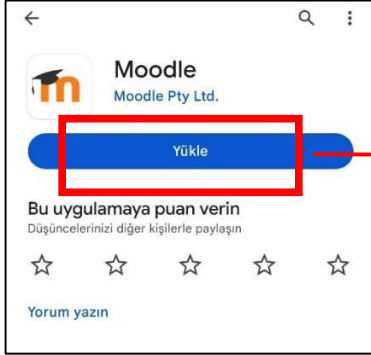 Moodle
Moodle Pty Ltd.
Yükle
Bu uygulamaya puan verin
Düşüncelerinizi diğer kişilerle paylaşın
Yorum yazın